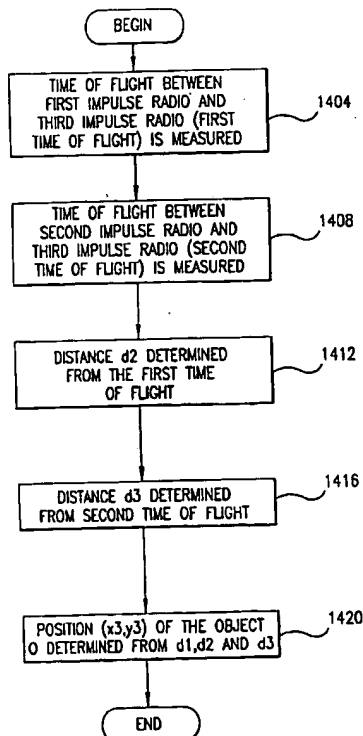 BEGIN
TIME OF FLIGHT BETWEEN
FIRST IMPULSE RADIO AND
THIRD IMPULSE RADIO (FIRST
TIME OF FLIGHT) IS MEASURED
1404
TIME OF FLIGHT BETWEEN
SECOND IMPULSE RADIO AND
THIRD IMPULSE RADIO (SECOND
TIME OF FLIGHT) IS MEASURED
1408
DISTANCE d2 DETERMINED
FROM THE FIRST TIME
OF FLIGHT
1412
DISTANCE d3 DETERMINED
FROM SECOND TIME OF FLIGHT
1416
POSITION (x3,y3) OF THE OBJECT
O DETERMINED FROM d1,d2 AND d3
1420
END